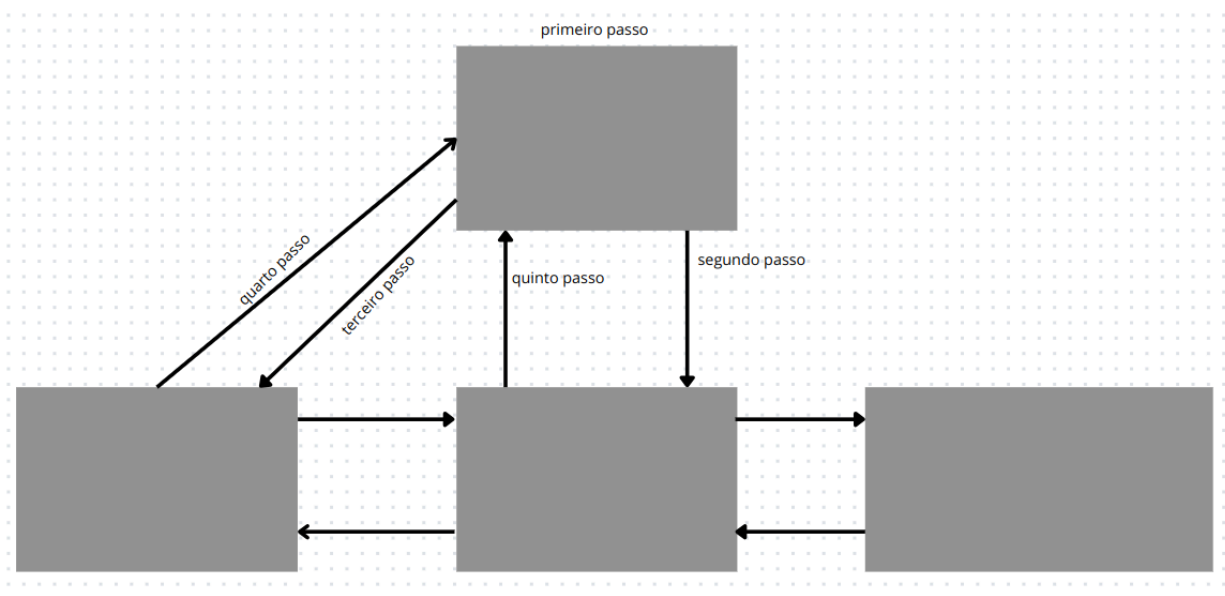 primeiro passo
quarto passo
terceiro passo
quinto passo
segundo passo